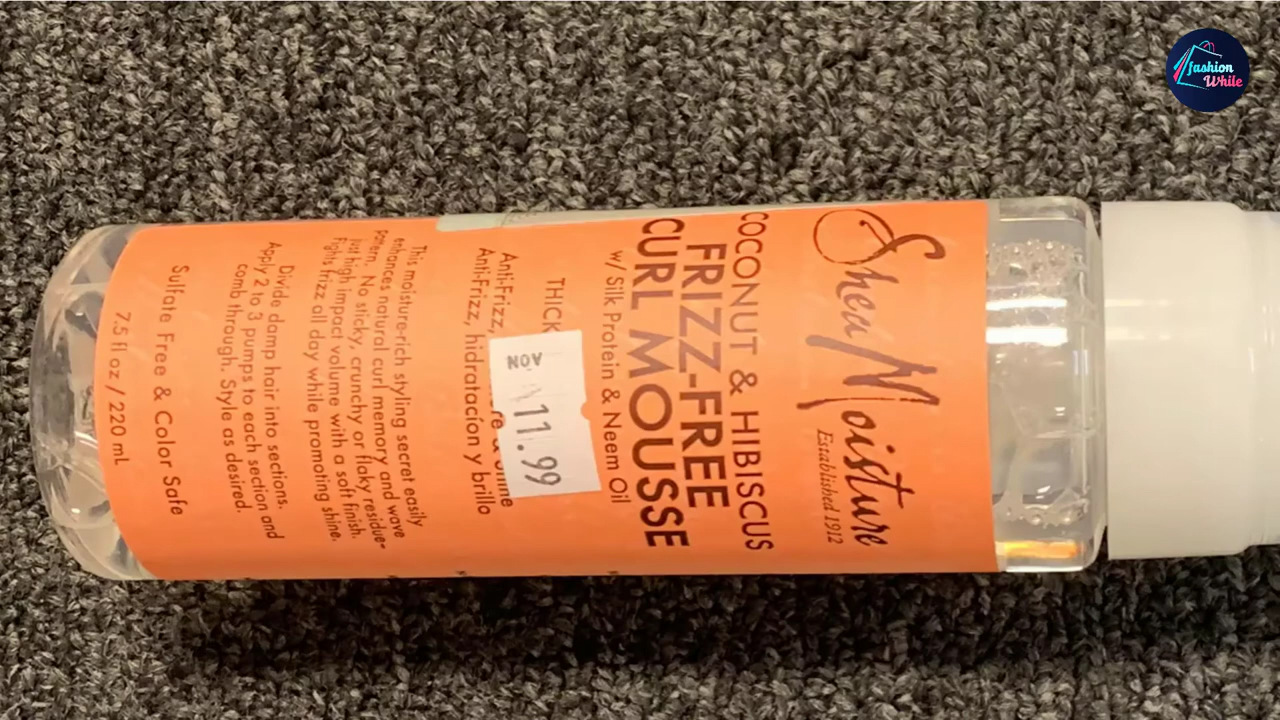 fashion
While
Shea Moisture
Established 1912
COCONUT & HIBISCUS
FRIZZ-FREE
CURL MOUSSE
w/ Silk Protein & Neem Oil
THICK
AON
11.99
Anti-Frizz,
Anti-Frizz, hidratacíon y brillo
This moisture-rich styling secret easily
enhances natural curl memory and wave
pattern. No sticky, crunchy or flaky residue-
just high impact volume with a soft finish.
Fights frizz all day while promoting shine.
Divide damp hair into sections.
Apply 2 to 3 pumps to each section and
comb through. Style as desired.
Sulfate Free & Color Safe
7.5 fl oz / 220 mL